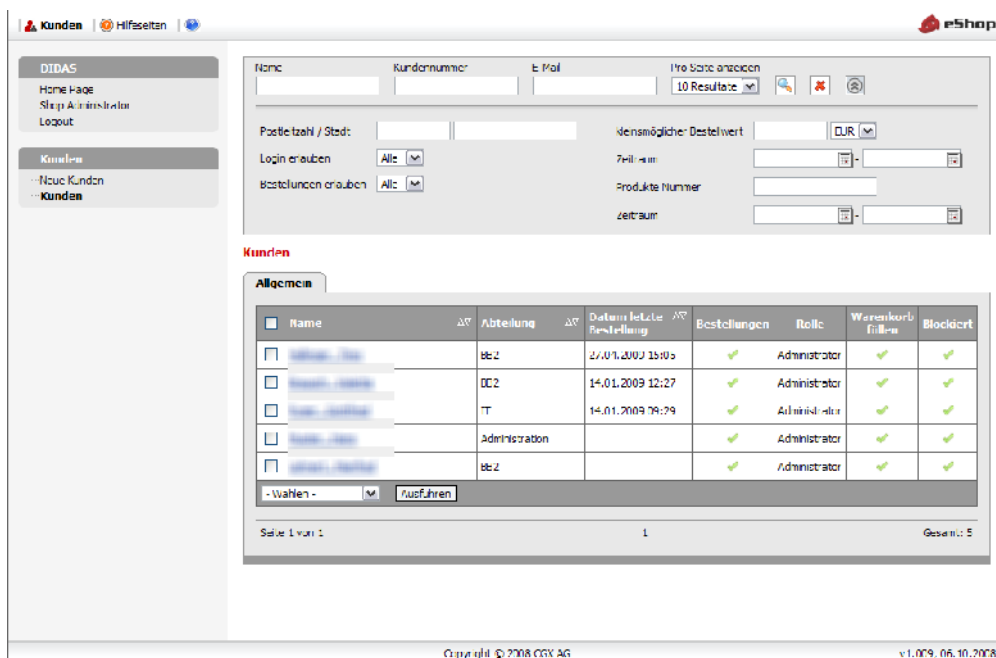 Kunden Hilfeseiten eShop
DIDAS
Home Page
Shop Administrator
Logout
Kunden
Neue Kunden
Kunden
Name Kundennummer E-Mail Pro Seite anzeigen
10 Resultate
Postleitzahl / Stadt kleinsmöglicher Bestellwert EUR
Login erlauben Alle Zeitraum -
Bestellungen erlauben Alle Produkte Nummer
Zeitraum -
Kunden
Allgemein
Name Abteilung Datum letzte Bestellung Bestellungen Rolle Warenkorb füllen Blockiert
BE2 27.04.2009 15:05 Administrator
BE2 14.01.2009 12:27 Administrator
14.01.2009 09:29 Administrator
Administration Administrator
BE2 Administrator
- Wählen - Ausführen
Seite 1 von 1 1 Gesamt: 5
Copyright © 2008 CGX AG v1.009, 06.10.2008